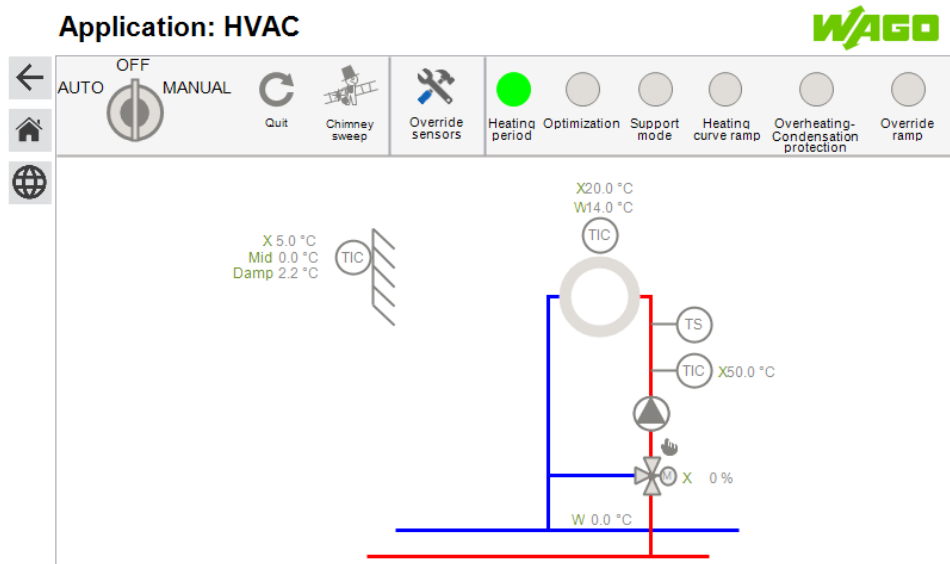 Application: HVAC
WAGO
OFF
AUTO
MANUAL
Quit
Chimney
sweep
Override
sensors
Heating
period
Optimization
Support
mode
Heating
curve ramp
Overheating-
Condensation
protection
Override
ramp
X20.0 °C
W14.0 °C
TIC
X 5.0 °C
Mid 0.0 °C
Damp 2.2 °C
TIC
TS
TIC
X50.0 °C
M
X 0 %
W 0.0 °C